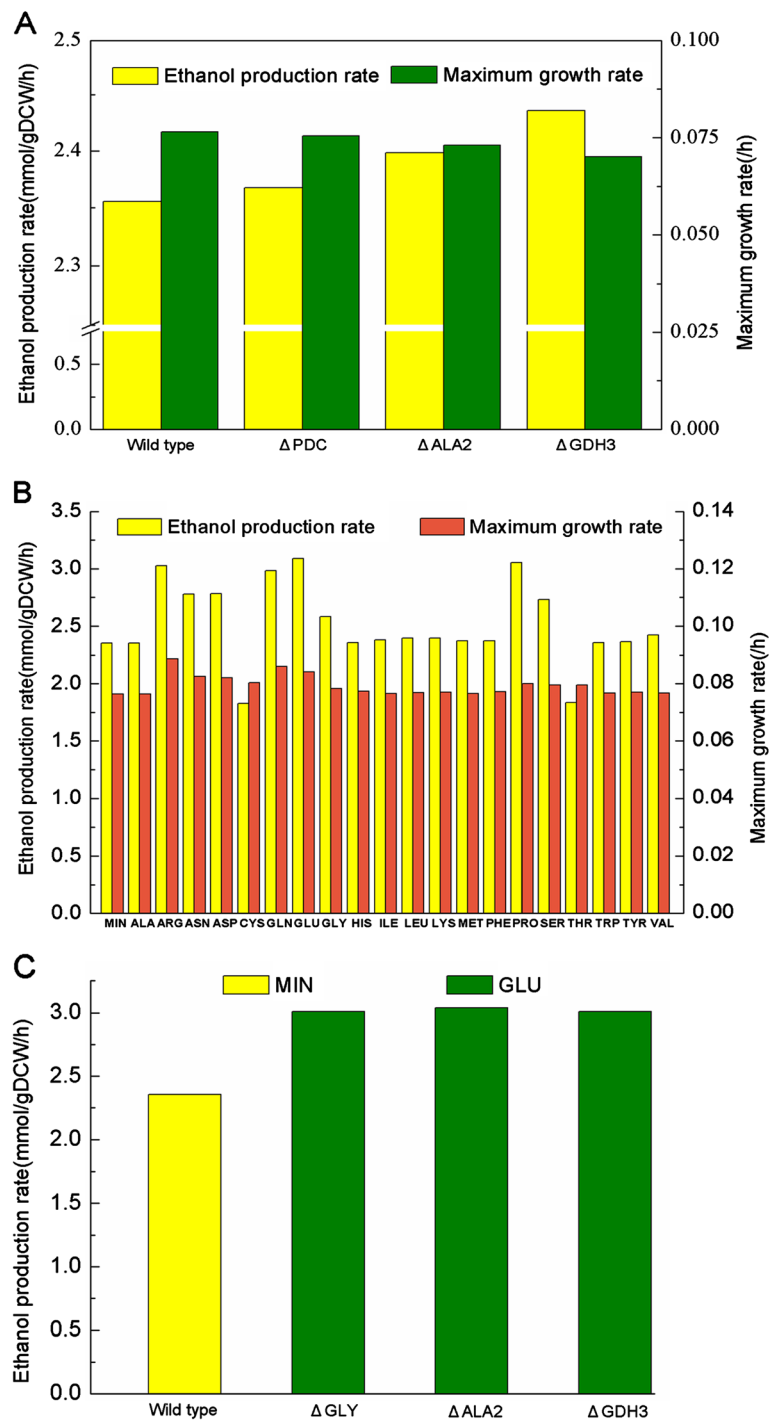 A
Ethanol production rate(mmol/gDCW/h)
2.5
2.4
2.3
0.5
0.0
Ethanol production rate
Maximum growth rate
0.100
0.075
0.050
0.025
0.000
Maximum growth rate(/h)
Wild type
Δ PDC
Δ ALA2
Δ GDH3
B
Ethanol production rate(mmol/gDCW/h)
3.5
3.0
2.5
2.0
1.5
1.0
0.5
0.0
Ethanol production rate
Maximum growth rate
0.14
0.12
0.10
0.08
0.06
0.04
0.02
0.00
Maximum growth rate(/h)
MIN ALA ARG ASN ASP CYS GLN GLU GLY HIS ILE LEU LYS MET PHE PRO SER THR TRP TYR VAL
C
Ethanol production rate(mmol/gDCW/h)
MIN
GLU
3.0
2.5
2.0
1.5
1.0
0.5
0.0
Wild type
Δ GLY
Δ ALA2
Δ GDH3